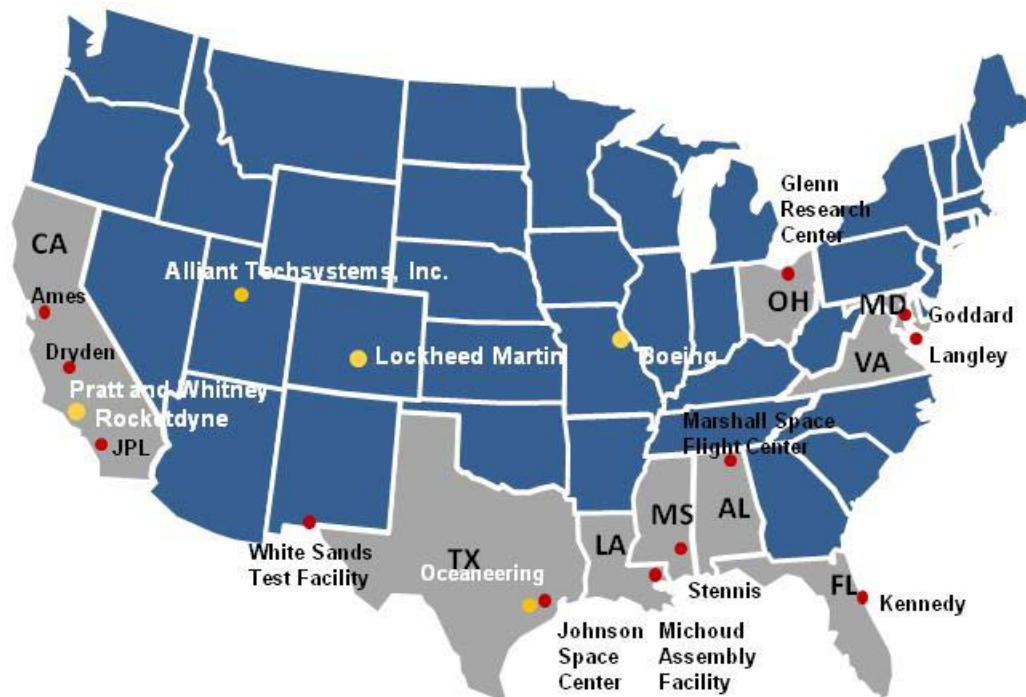 Glenn
Research
Center
CA
Alliant Techsystems, Inc.
OH
MD
Ames
Goddard
Lockheed Martin
Boeing
Langley
Dryden
VA
Pratt and Whitney
Rocketdyne
JPL
Marshall Space
Flight Center
MS
AL
White Sands
Test Facility
TX
LA
Oceaneering
Stennis
FL
Kennedy
Johnson
Space
Center
Michoud
Assembly
Facility